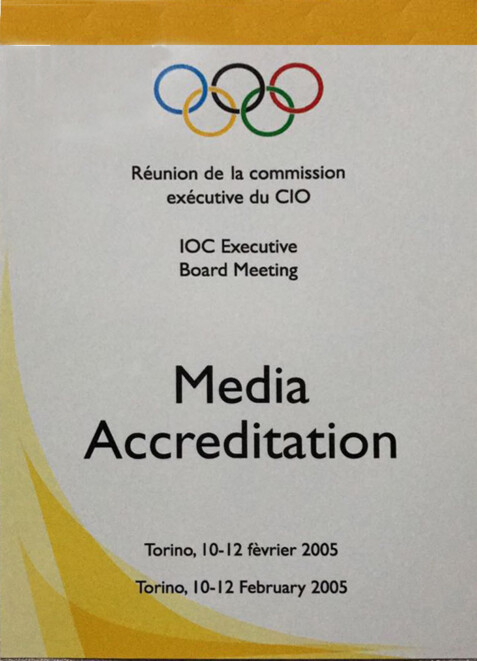 Réunion de la commission
exécutive du CIO
IOC Executive
Board Meeting
Media
Accreditation
Torino, 10-12 fèvrier 2005
Torino, 10-12 February 2005